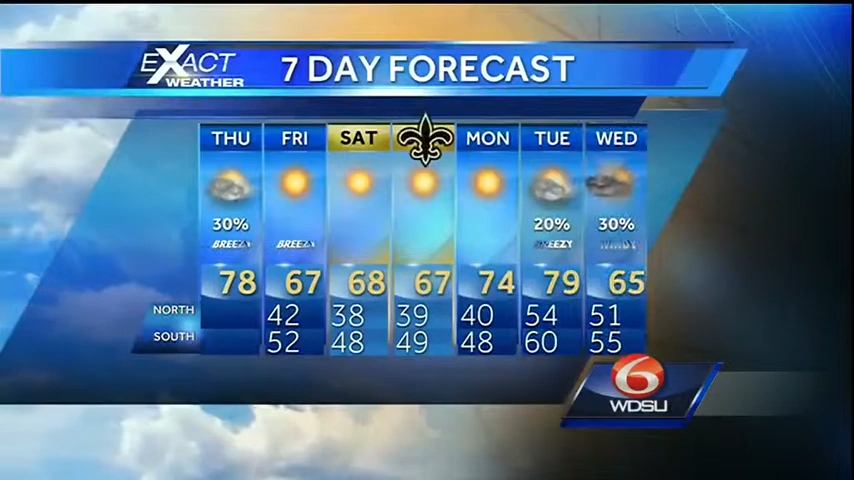 EXACT
WEATHER
7 DAY FORECAST
THU FRI SAT MON TUE WED
30% 20% 30%
BREEZY BREEZY BREEZY WINDY
78 67 68 67 74 79 65
NORTH 42 38 39 40 54 51
SOUTH 52 48 49 48 60 55
6
WDSU